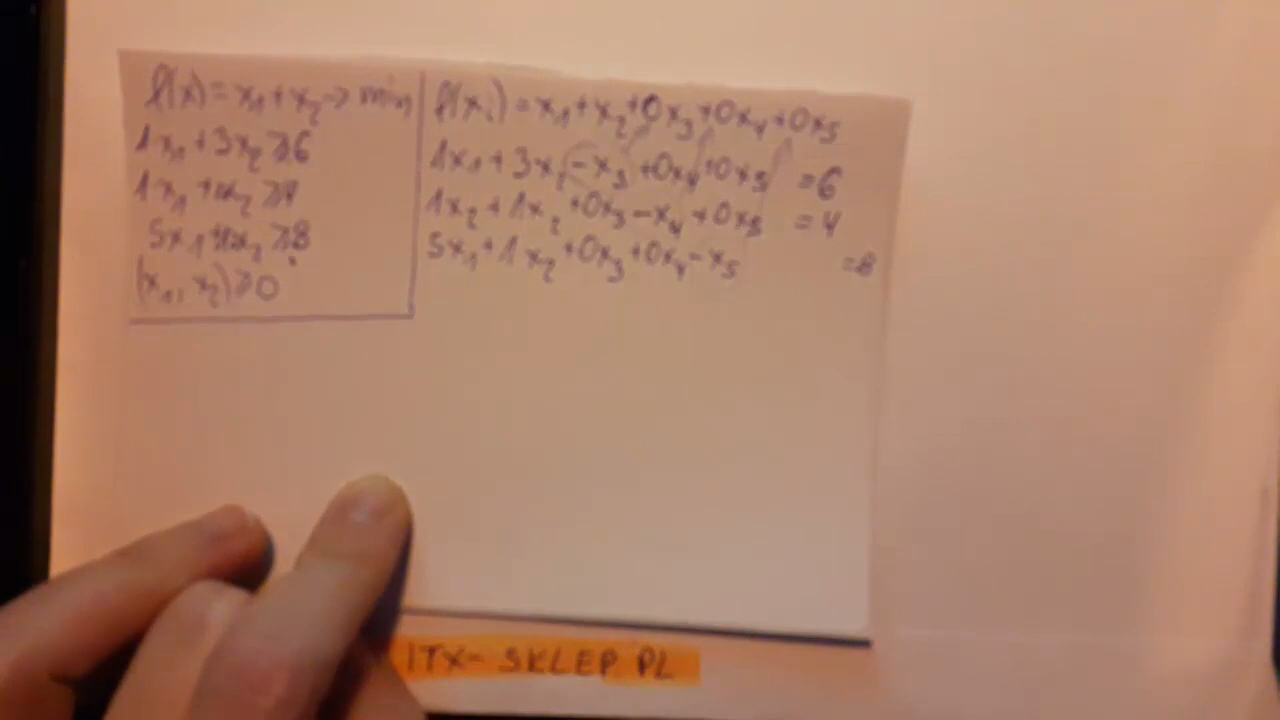 f(x) = x₁ + x₂ → min
1x₁ + 3x₂ ≥ 6
1x₁ + 1x₂ ≥ 4
5x₁ + 1x₂ ≥ 8
(x₁, x₂) ≥ 0
f(xᵢ) = x₁ + x₂ + 0x₃ + 0x₄ + 0x₅
1x₁ + 3x₂ - x₃ + 0x₄ + 0x₅ = 6
1x₂ + 1x₂ + 0x₃ - x₄ + 0x₅ = 4
5x₁ + 1x₂ + 0x₃ + 0x₄ - x₅ = 8
ITX- SKLEP PL